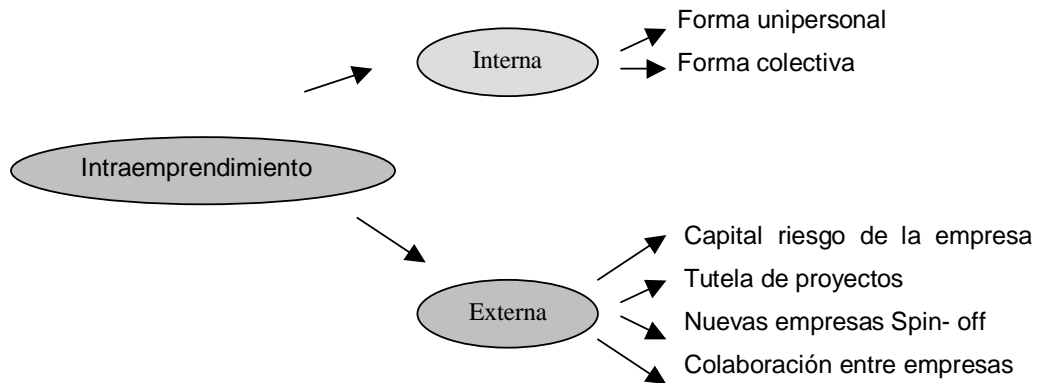 Forma unipersonal
Interna
Forma colectiva
Intraemprendimiento
Capital riesgo de la empresa
Tutela de proyectos
Externa
Nuevas empresas Spin- off
Colaboración entre empresas